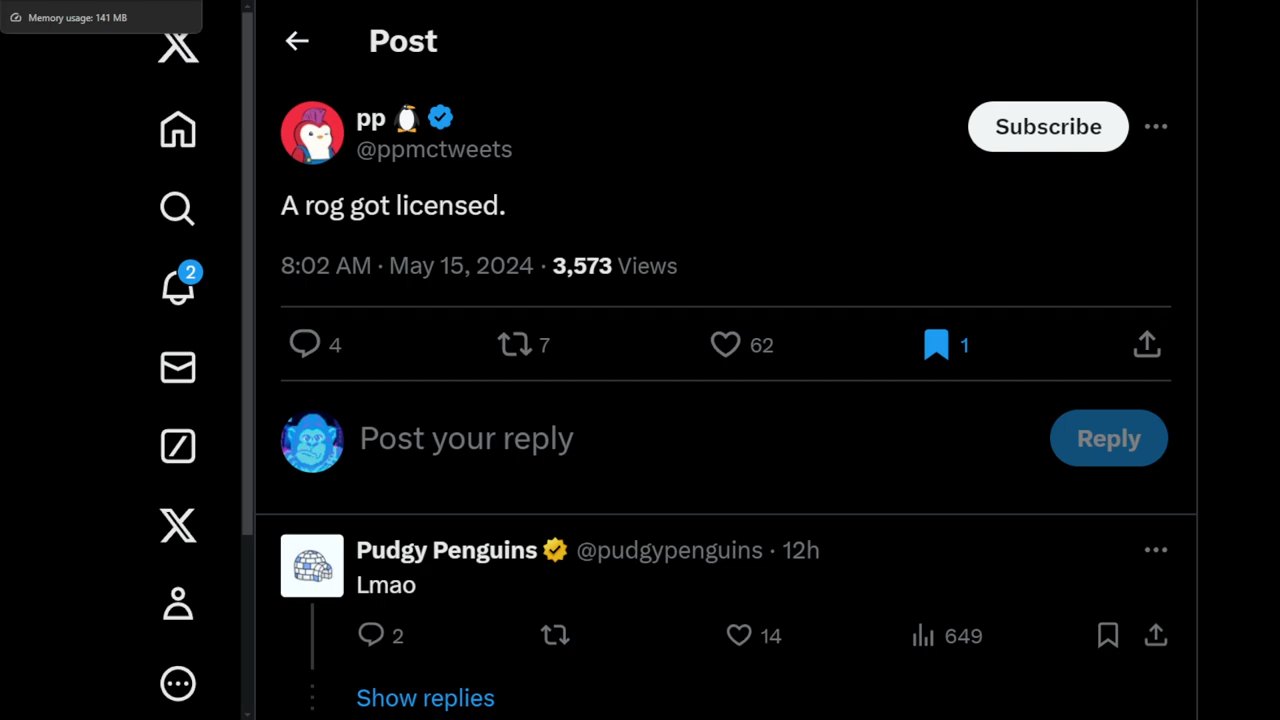 Memory usage: 141 MB
Post
pp
@ppmctweets
Subscribe
A rog got licensed.
8:02 AM · May 15, 2024 · 3,573 Views
4 7 62 1
2
Post your reply
Reply
Pudgy Penguins @pudgypenguins · 12h
Lmao
2 14 649
Show replies